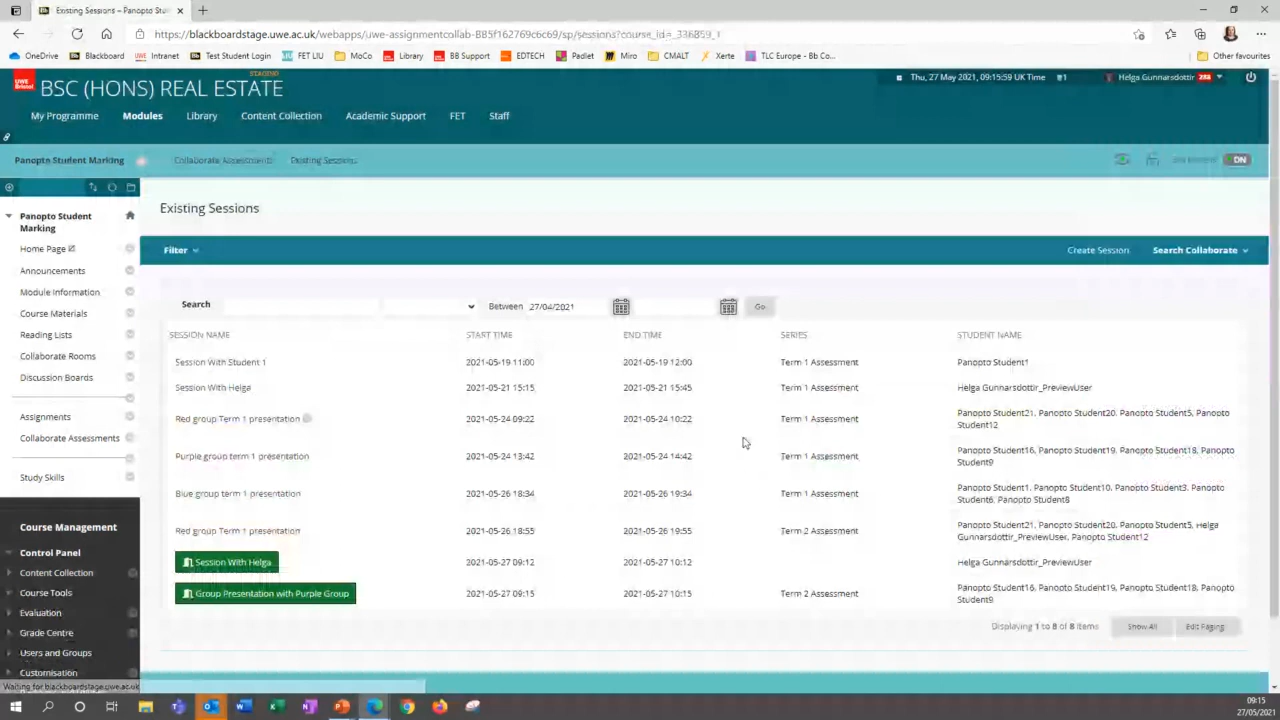 Existing Sessions – Panopto Stu
https://blackboardstage.uwe.ac.uk/webapps/uwe-assignmentcollab-BB5f162769c6c69/sp/sessions?course_id=_336859_1
OneDrive Blackboard Intranet Test Student Login FET LIU MoCo Library BB Support EDTECH Padlet Miro CMALT Xerte TLC Europe – Bb Co... Other favourites
STAGING
UWE Bristol BSC (HONS) REAL ESTATE Thu, 27 May 2021, 09:15:59 UK Time 1 Helga Gunnarsdottir 288
My Programme Modules Library Content Collection Academic Support FET Staff
Panopto Student Marking Collaborate Assessments Existing Sessions ON
Panopto Student Marking
Home Page
Announcements
Module Information
Course Materials
Reading Lists
Collaborate Rooms
Discussion Boards
Assignments
Collaborate Assessments
Study Skills
Course Management
Control Panel
Content Collection
Course Tools
Evaluation
Grade Centre
Users and Groups
Customisation
Waiting for blackboardstage.uwe.ac.uk
Existing Sessions
Filter Create Session Search Collaborate
Search Between 27/04/2021 Go
SESSION NAME START TIME END TIME SERIES STUDENT NAME
Session With Student 1 2021-05-19 11:00 2021-05-19 12:00 Term 1 Assessment Panopto Student1
Session With Helga 2021-05-21 15:15 2021-05-21 15:45 Term 1 Assessment Helga Gunnarsdottir_PreviewUser
Red group Term 1 presentation 2021-05-24 09:22 2021-05-24 10:22 Term 1 Assessment Panopto Student21, Panopto Student20, Panopto Student5, Panopto
Student12
Purple group term 1 presentation 2021-05-24 13:42 2021-05-24 14:42 Term 1 Assessment Panopto Student16, Panopto Student19, Panopto Student18, Panopto
Student9
Blue group term 1 presentation 2021-05-26 18:34 2021-05-26 19:34 Term 1 Assessment Panopto Student1, Panopto Student10, Panopto Student3, Panopto
Student6, Panopto Student8
Red group Term 1 presentation 2021-05-26 18:55 2021-05-26 19:55 Term 2 Assessment Panopto Student21, Panopto Student20, Panopto Student5, Helga
Gunnarsdottir_PreviewUser, Panopto Student12
Session With Helga 2021-05-27 09:12 2021-05-27 10:12 Term 2 Assessment Helga Gunnarsdottir_PreviewUser
Group Presentation with Purple Group 2021-05-27 09:15 2021-05-27 10:15 Term 2 Assessment Panopto Student16, Panopto Student19, Panopto Student18, Panopto
Student9
Displaying 1 to 8 of 8 items Show All Edit Paging...
09:15
27/05/2021